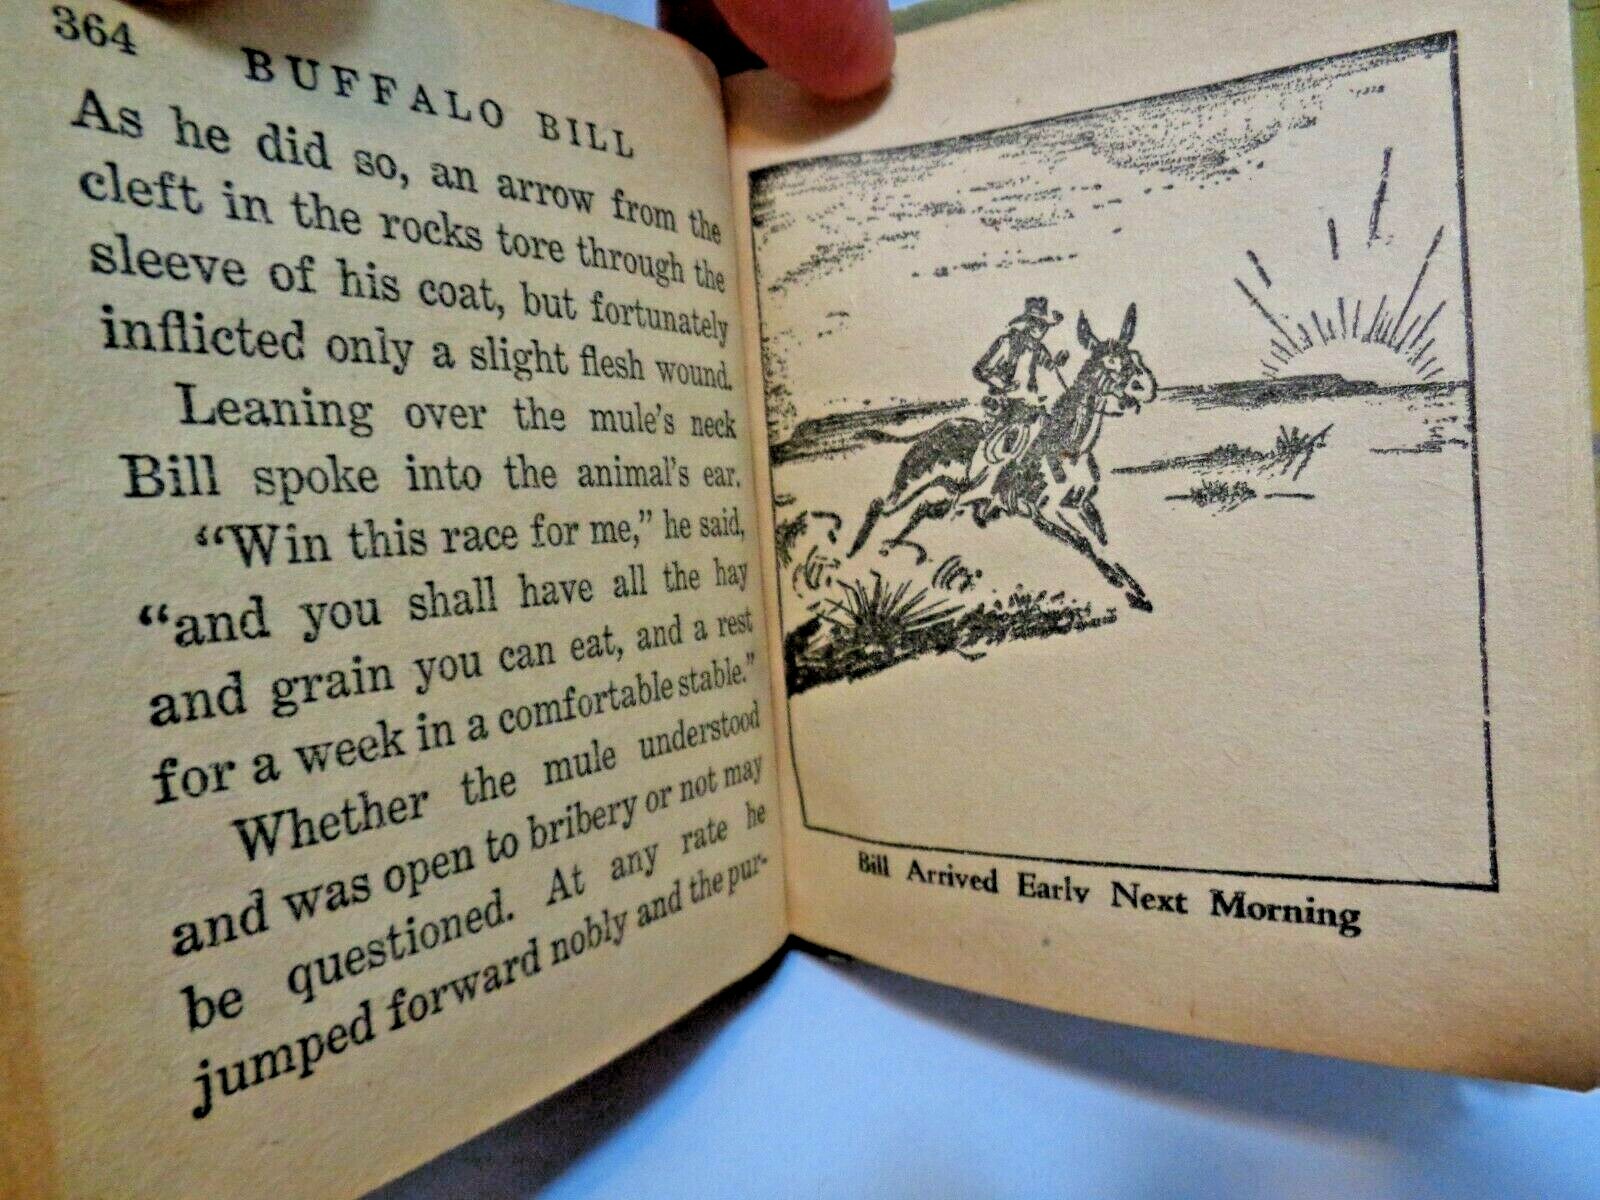 364
BUFFALO BILL
As he did so, an arrow from the
cleft in the rocks tore through the
sleeve of his coat, but fortunately
inflicted only a slight flesh wound.
Leaning over the mule's neck
Bill spoke into the animal's ear.
"Win this race for me," he said,
"and you shall have all the hay
and grain you can eat, and a rest
for a week in a comfortable stable."
Whether the mule understood
and was open to bribery or not may
be questioned. At any rate he
jumped forward nobly and the pur-
Bill Arrived Early Next Morning